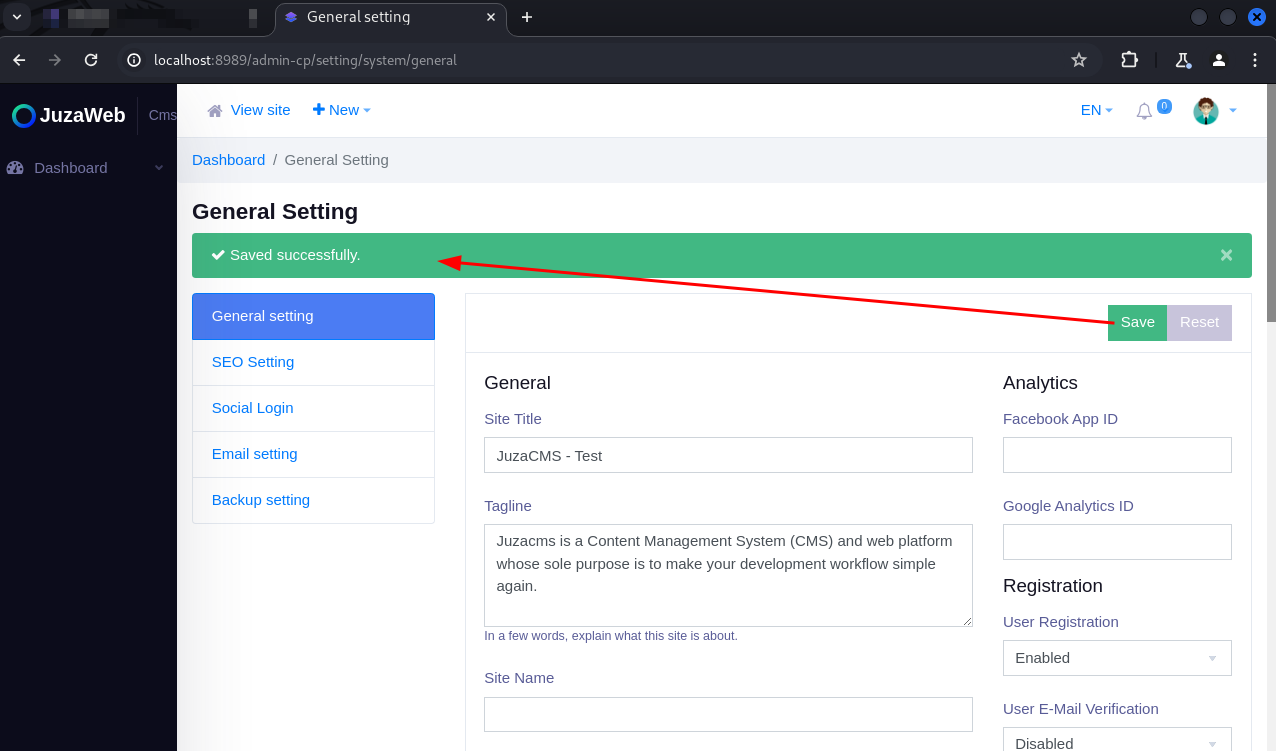 General setting
localhost:8989/admin-cp/setting/system/general
JuzaWeb Cms
View site New EN 0
Dashboard
Dashboard / General Setting
General Setting
Saved successfully.
General setting
SEO Setting
Social Login
Email setting
Backup setting
Save Reset
General
Site Title
JuzaCMS - Test
Tagline
Juzacms is a Content Management System (CMS) and web platform
whose sole purpose is to make your development workflow simple
again.
In a few words, explain what this site is about.
Site Name
Analytics
Facebook App ID
Google Analytics ID
Registration
User Registration
Enabled
User E-Mail Verification
Disabled